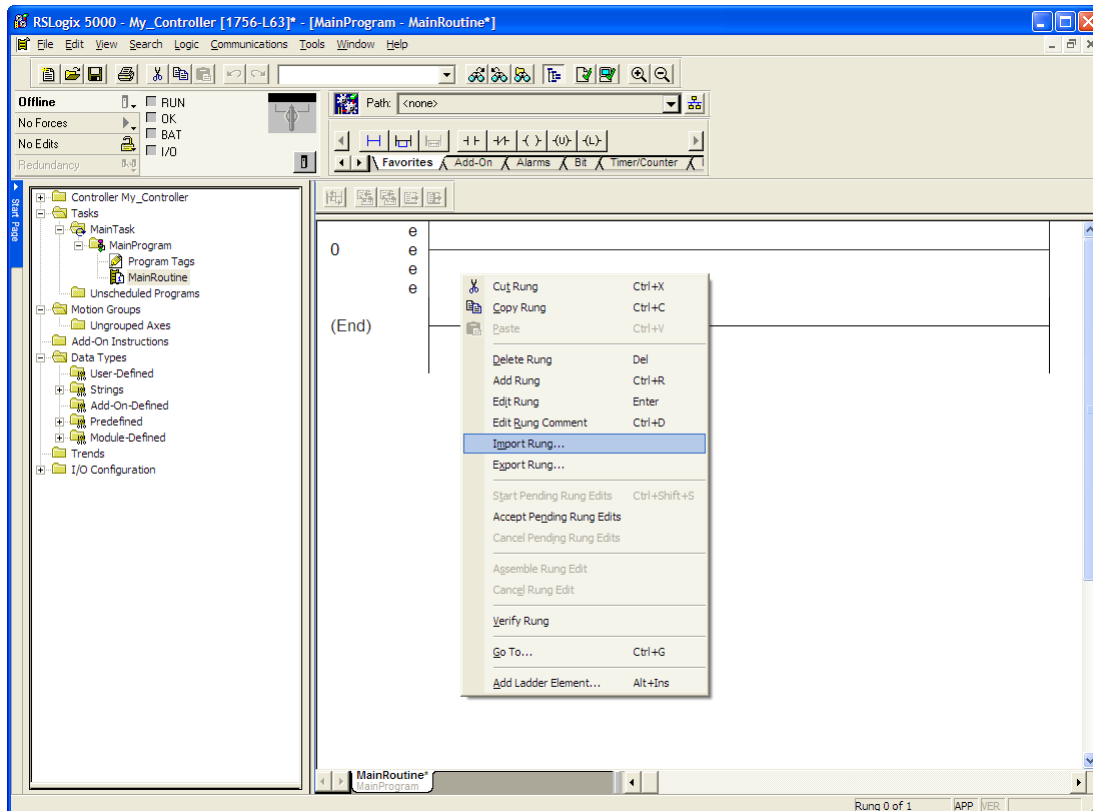 RSLogix 5000 - My_Controller [1756-L63]* - [MainProgram - MainRoutine*]
File Edit View Search Logic Communications Tools Window Help
Offline
RUN
No Forces
OK
No Edits
BAT
Redundancy
I/O
Path: <none>
Favorites Add-On Alarms Bit Timer/Counter
Start Page
Controller My_Controller
Tasks
MainTask
MainProgram
Program Tags
MainRoutine
Unscheduled Programs
Motion Groups
Ungrouped Axes
Add-On Instructions
Data Types
User-Defined
Strings
Add-On-Defined
Predefined
Module-Defined
Trends
I/O Configuration
e
0 e
e
e
(End)
Cut Rung Ctrl+X
Copy Rung Ctrl+C
Paste Ctrl+V
Delete Rung Del
Add Rung Ctrl+R
Edit Rung Enter
Edit Rung Comment Ctrl+D
Import Rung...
Export Rung...
Start Pending Rung Edits Ctrl+Shift+S
Accept Pending Rung Edits
Cancel Pending Rung Edits
Assemble Rung Edit
Cancel Rung Edit
Verify Rung
Go To... Ctrl+G
Add Ladder Element... Alt+Ins
MainRoutine*
MainProgram
Rung 0 of 1 APP VER